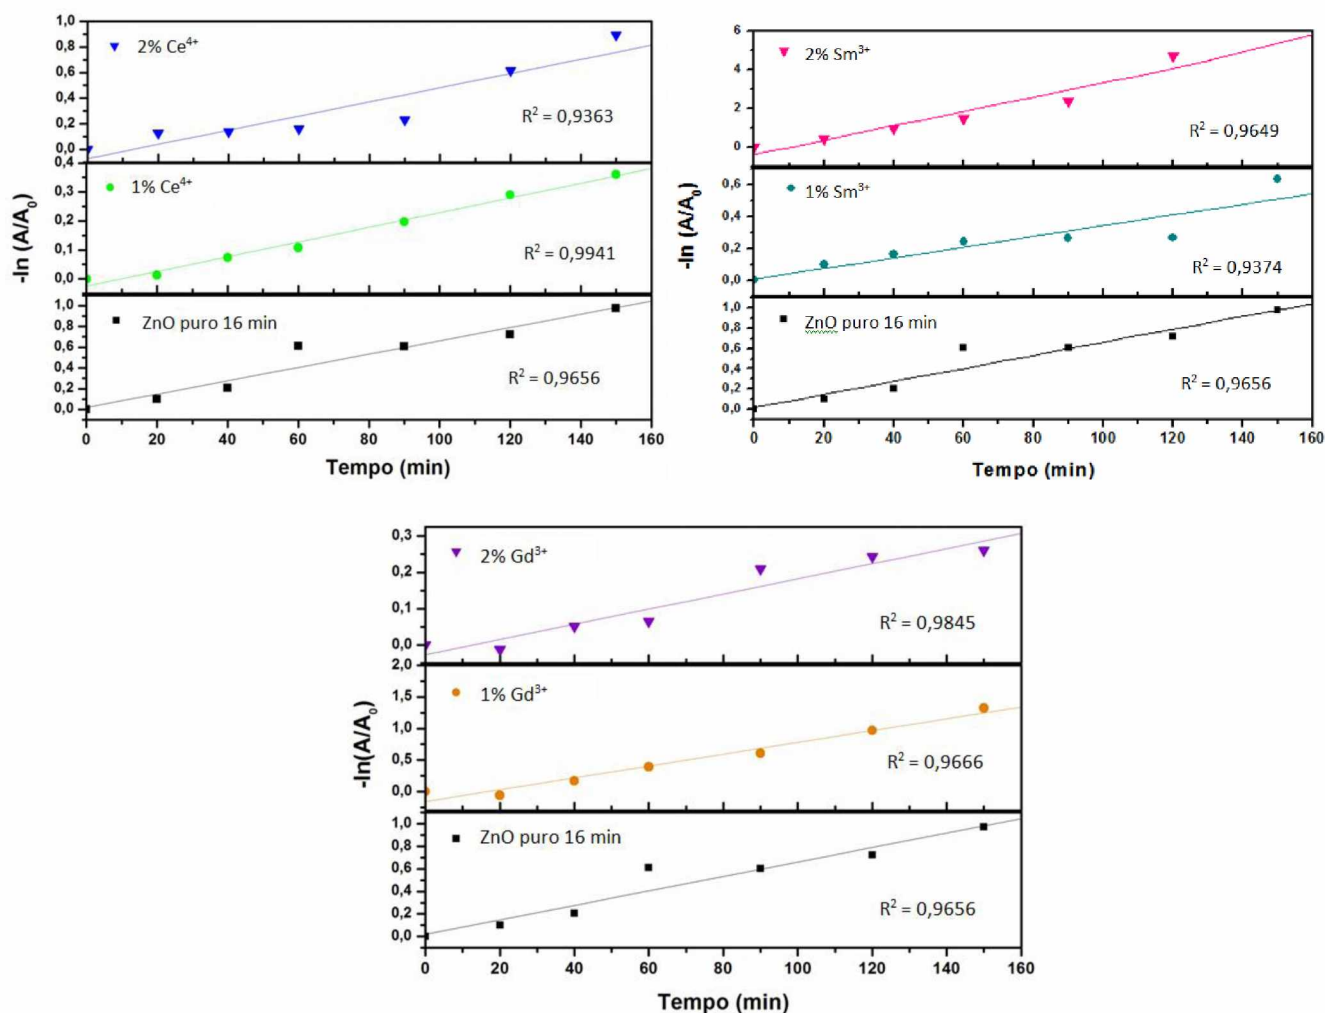 1,0
2% Ce⁴⁺
0,8
0,6
0,4
R² = 0,9363
0,2
0,0
0,4
1% Ce⁴⁺
0,3
0,2
R² = 0,9941
0,1
0,0
1,0
ZnO puro 16 min
0,8
0,6
0,4
R² = 0,9656
0,2
0,0
0 20 40 60 80 100 120 140 160
Tempo (min)
-ln (A/A₀)
6
2% Sm³⁺
4
2
R² = 0,9649
0
0,6
1% Sm³⁺
0,4
0,2
R² = 0,9374
0,0
1,0
ZnO puro 16 min
0,8
0,6
0,4
R² = 0,9656
0,2
0,0
0 20 40 60 80 100 120 140 160
Tempo (min)
-ln (A/A₀)
0,3
2% Gd³⁺
0,2
0,1
R² = 0,9845
0,0
2,0
1% Gd³⁺
1,5
1,0
R² = 0,9666
0,5
0,0
1,0
ZnO puro 16 min
0,8
0,6
0,4
R² = 0,9656
0,2
0,0
0 20 40 60 80 100 120 140 160
Tempo (min)
-ln(A/A₀)